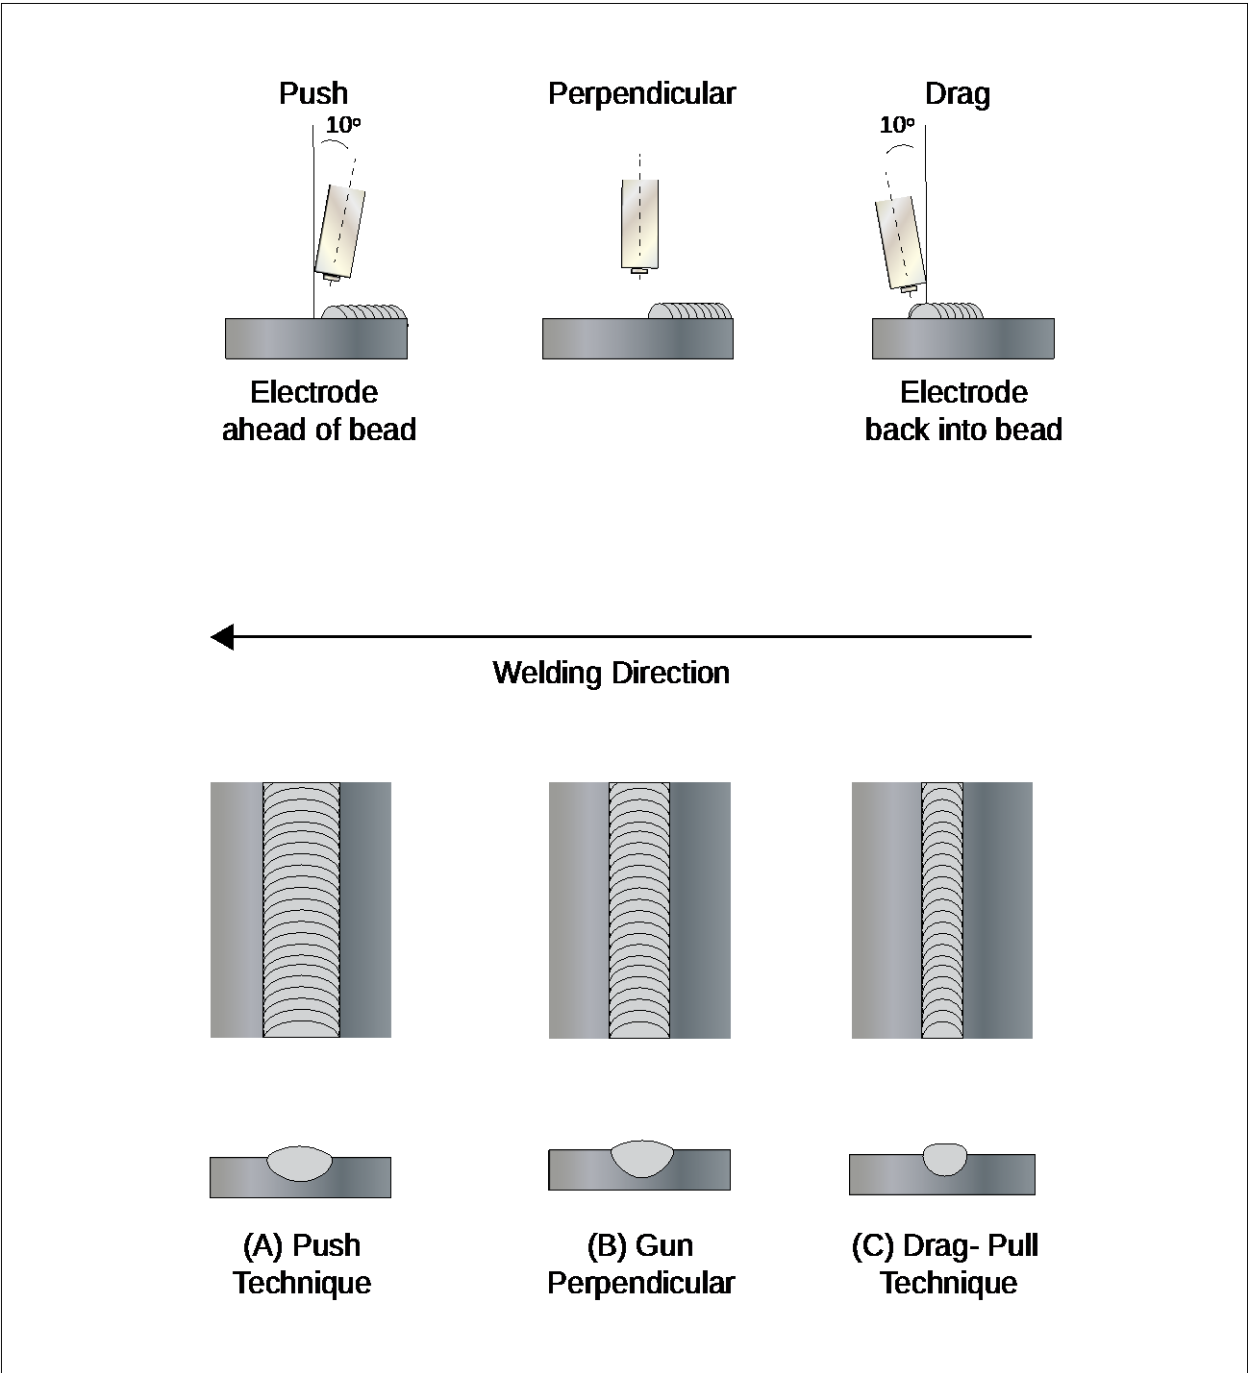 Push
Perpendicular
Drag
10°
10°
Electrode
ahead of bead
Electrode
back into bead
Welding Direction
(A) Push
Technique
(B) Gun
Perpendicular
(C) Drag- Pull
Technique